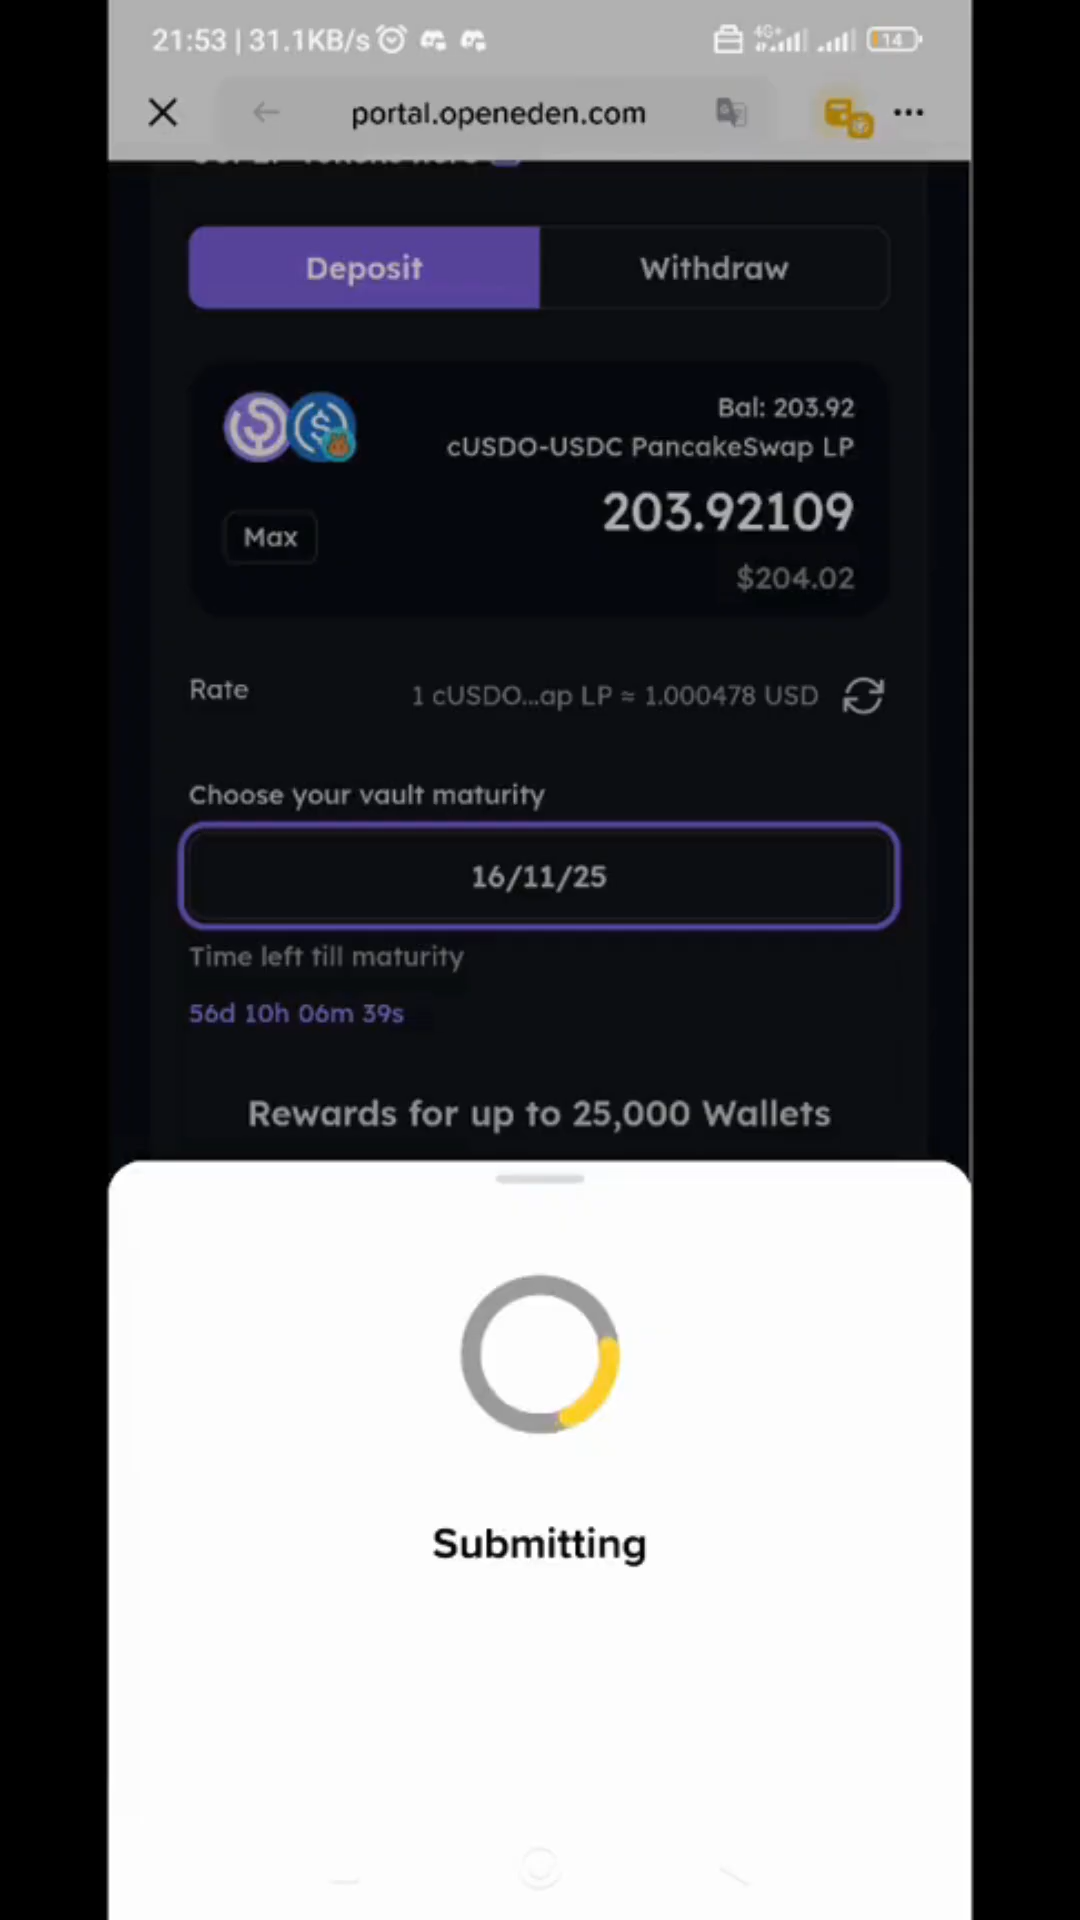 21:53 | 31.1KB/s
4G+
14
portal.openeden.com
Deposit
Withdraw
Bal: 203.92
cUSDO-USDC PancakeSwap LP
203.92109
Max
$204.02
Rate
1 cUSDO...ap LP ≈ 1.000478 USD
Choose your vault maturity
16/11/25
Time left till maturity
56d 10h 06m 39s
Rewards for up to 25,000 Wallets
Submitting